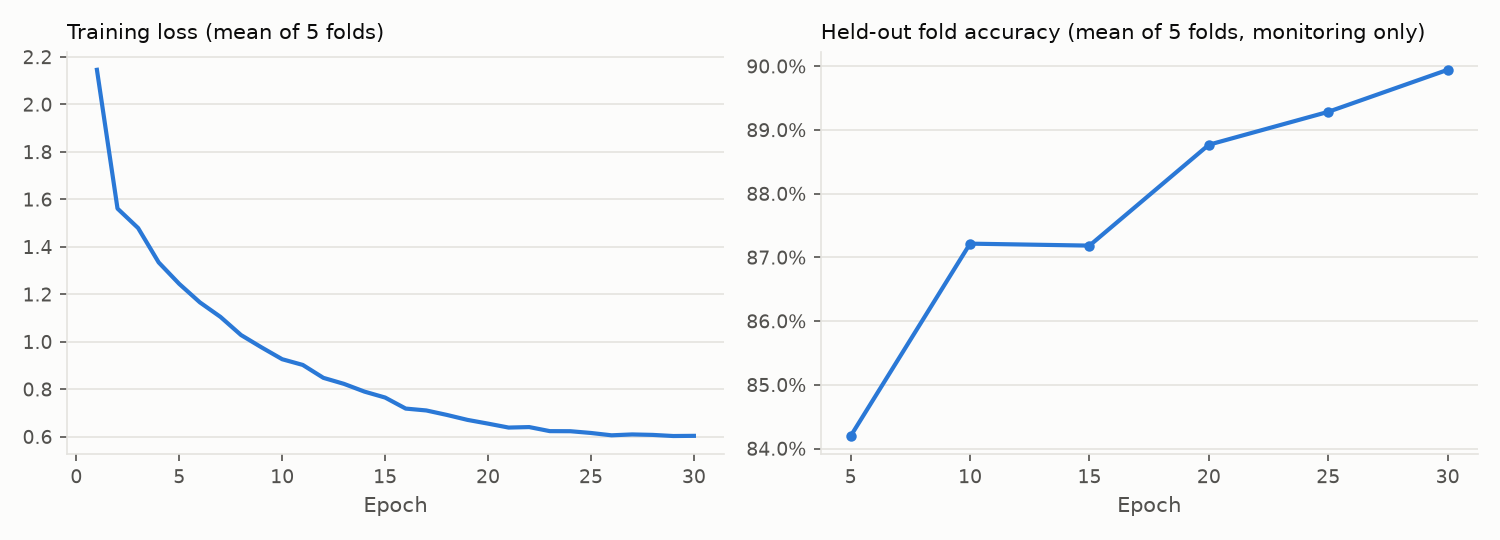 Training loss (mean of 5 folds)
2.2
2.0
1.8
1.6
1.4
1.2
1.0
0.8
0.6
0 5 10 15 20 25 30
Epoch
Held-out fold accuracy (mean of 5 folds, monitoring only)
90.0%
89.0%
88.0%
87.0%
86.0%
85.0%
84.0%
5 10 15 20 25 30
Epoch